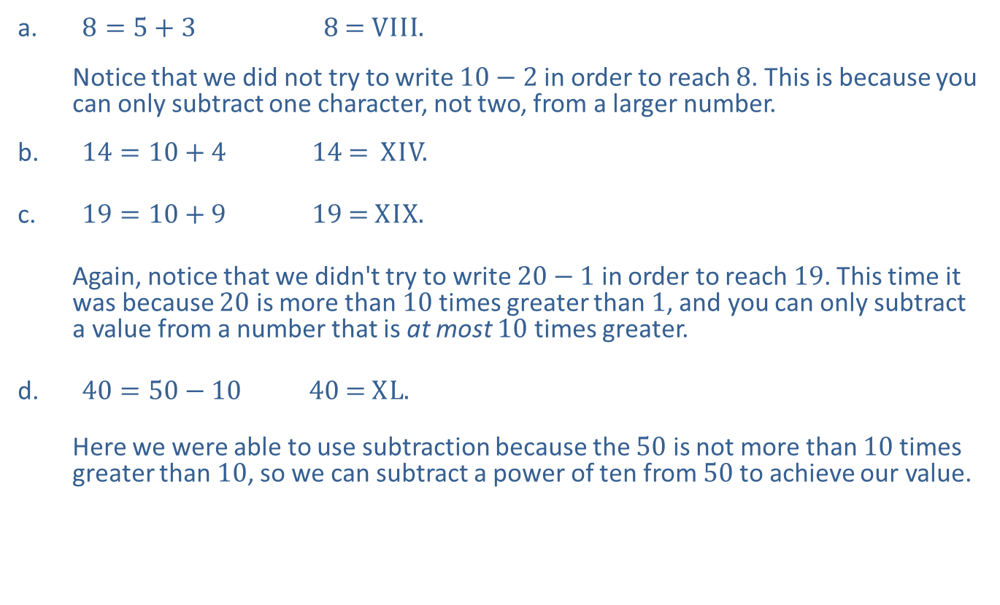 a. 8 = 5 + 3 8 = VIII.
Notice that we did not try to write 10 − 2 in order to reach 8. This is because you
can only subtract one character, not two, from a larger number.
b. 14 = 10 + 4 14 = XIV.
c. 19 = 10 + 9 19 = XIX.
Again, notice that we didn't try to write 20 − 1 in order to reach 19. This time it
was because 20 is more than 10 times greater than 1, and you can only subtract
a value from a number that is at most 10 times greater.
d. 40 = 50 − 10 40 = XL.
Here we were able to use subtraction because the 50 is not more than 10 times
greater than 10, so we can subtract a power of ten from 50 to achieve our value.